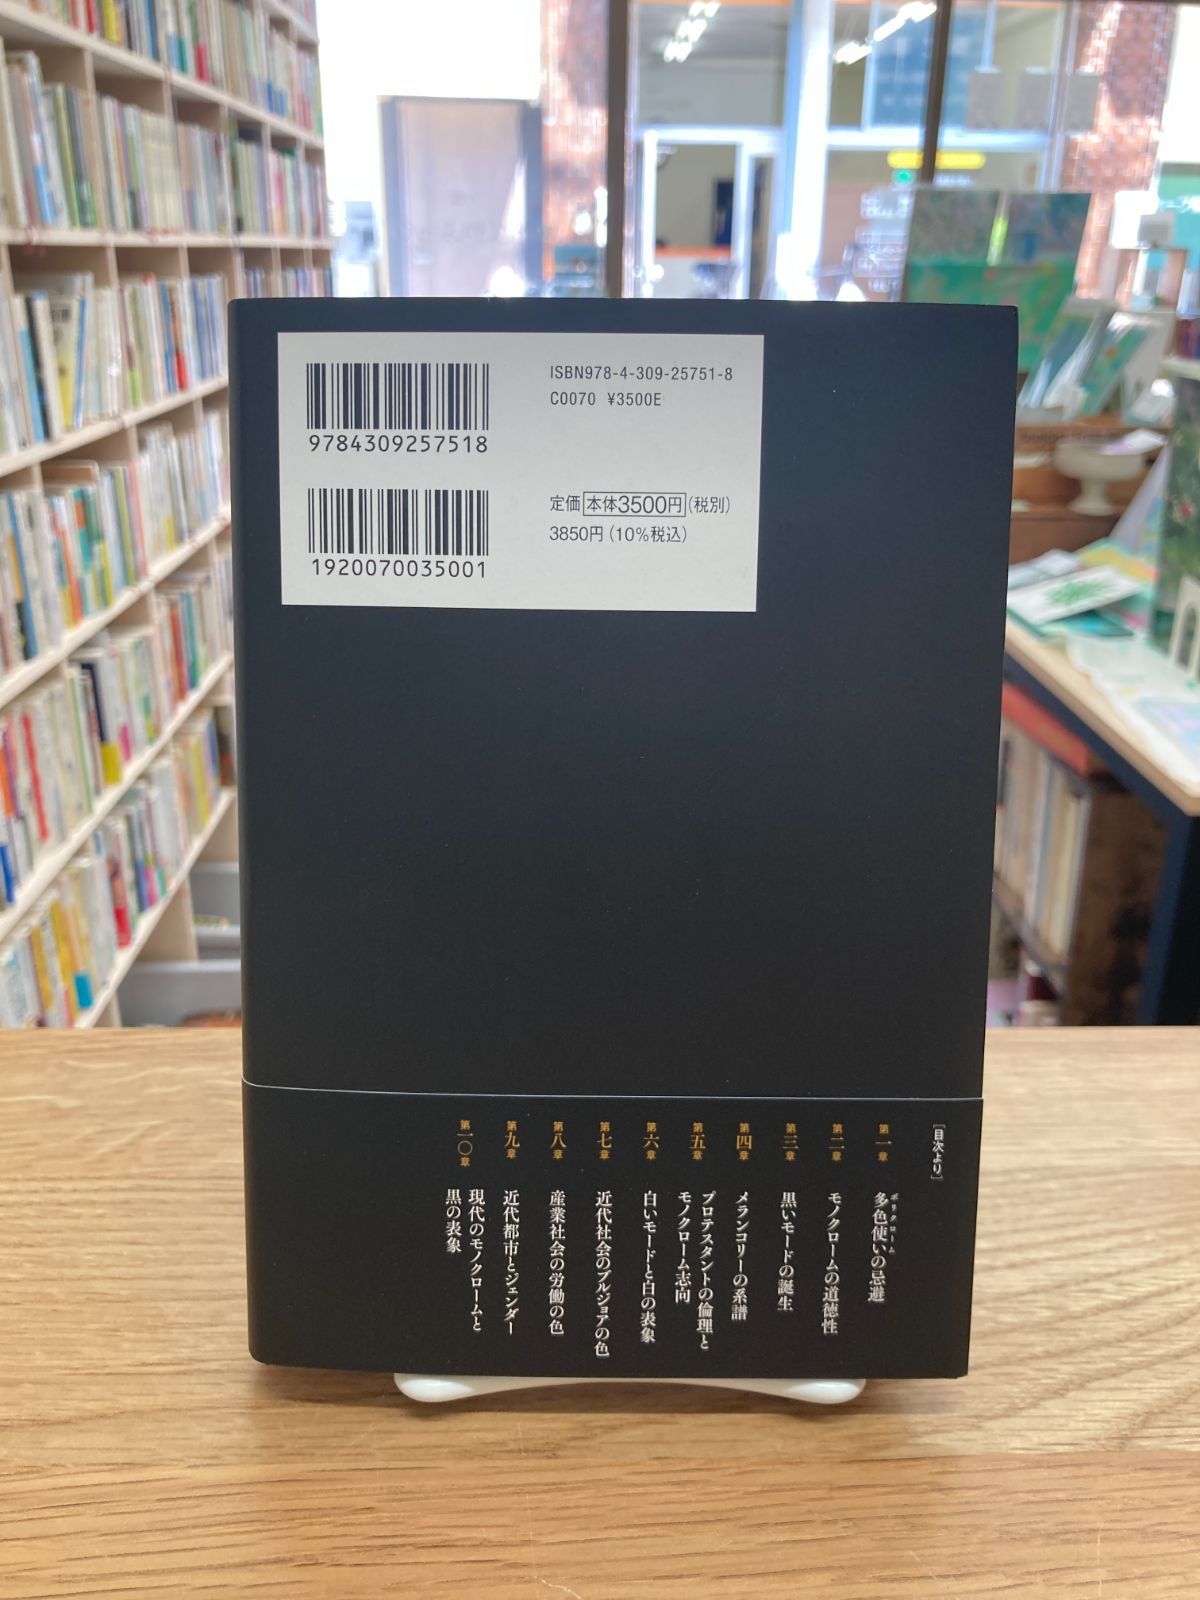 ISBN978-4-309-25751-8
C0070 ¥3500E
9784309257518
定価 本体3500円(税別)
3850円(10%税込)
1920070035001
[目次より]
第一章 多色使いの忌避
ポリクローム
第二章 モノクロームの道徳性
第三章 黒いモードの誕生
第四章 メランコリーの系譜
第五章 プロテスタントの倫理と
モノクローム志向
第六章 白いモードと白の表象
第七章 近代社会のブルジョアの色
第八章 産業社会の労働の色
第九章 近代都市とジェンダー
第一〇章 現代のモノクロームと
黒の表象